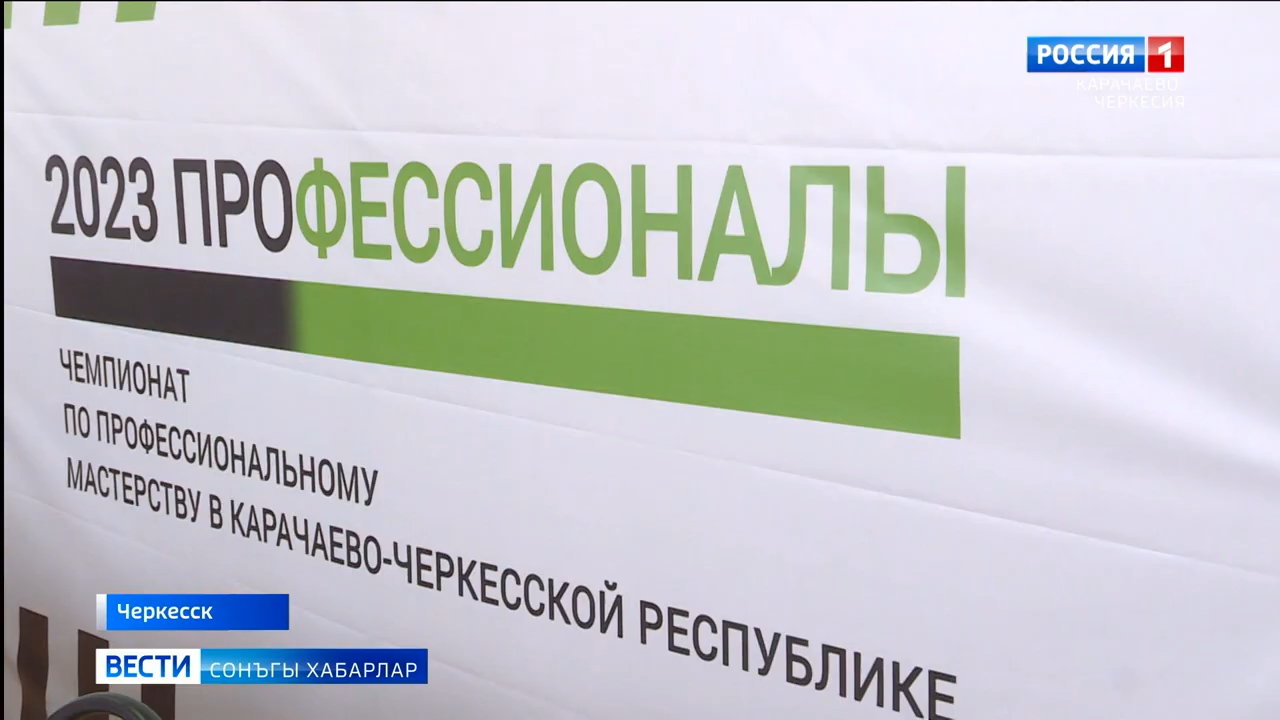 РОССИЯ 1
КАРАЧАЕВО
ЧЕРКЕСИЯ
2023 ПРОФЕССИОНАЛЫ
ЧЕМПИОНАТ
ПО ПРОФЕССИОНАЛЬНОМУ
МАСТЕРСТВУ В КАРАЧАЕВО-ЧЕРКЕССКОЙ РЕСПУБЛИКЕ
Черкесск
ВЕСТИ СОНЪГЫ ХАБАРЛАР